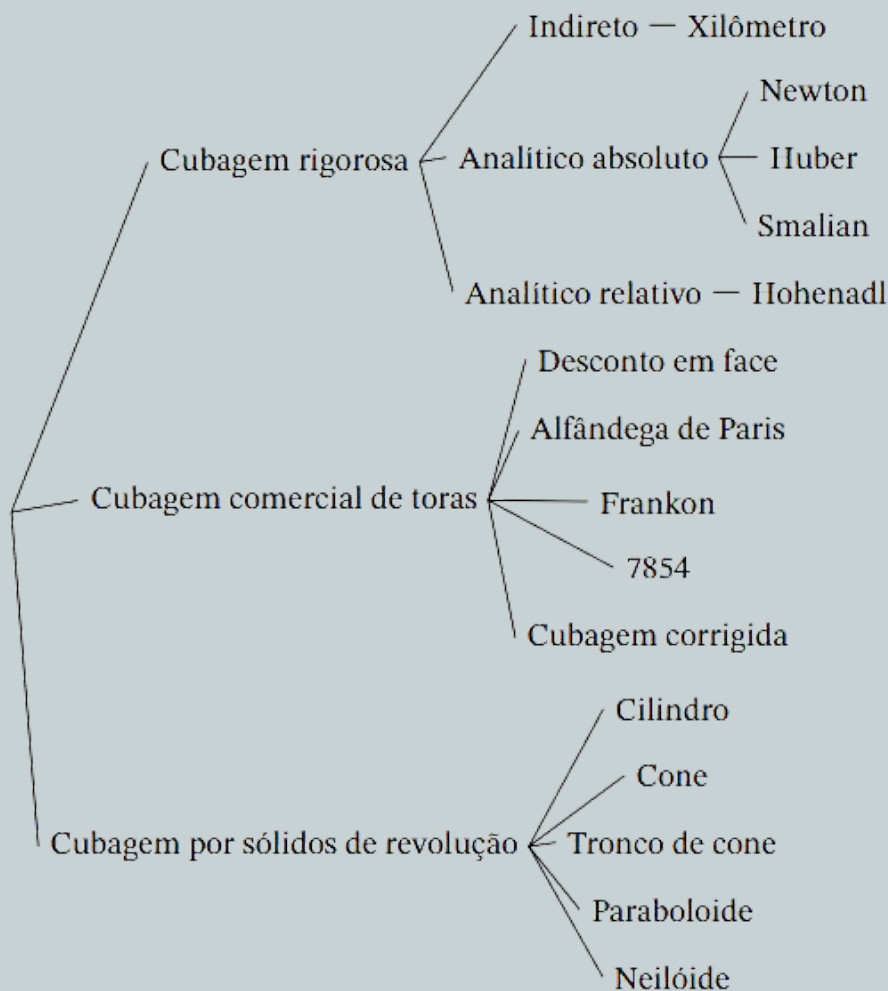 Indireto — Xilômetro
Newton
Cubagem rigorosa
Analítico absoluto
Huber
Smalian
Analítico relativo — Hohenadl
Desconto em face
Alfândega de Paris
Cubagem comercial de toras
Frankon
7854
Cubagem corrigida
Cilindro
Cone
Cubagem por sólidos de revolução
Tronco de cone
Paraboloide
Neilóide